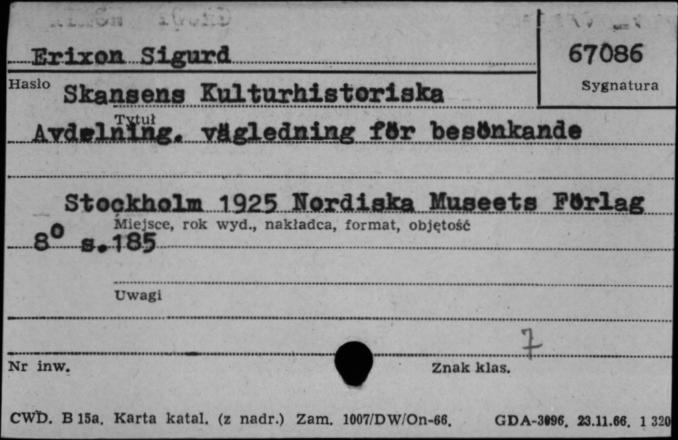 Erixon Sigurd
67086
Hasło
Sygnatura
Skansens Kulturhistoriska
Tytuł
Avdelning. vägledning för besönkande
Stockholm 1925 Nordiska Museets Förlag
Miejsce, rok wyd., nakładca, format, objętość
8° s.185
Uwagi
7
Nr inw.
Znak klas.
CWD. B 15a. Karta katal. (z nadr.) Zam. 1007/DW/On-66. GDA-3096. 23.11.66. 1 320